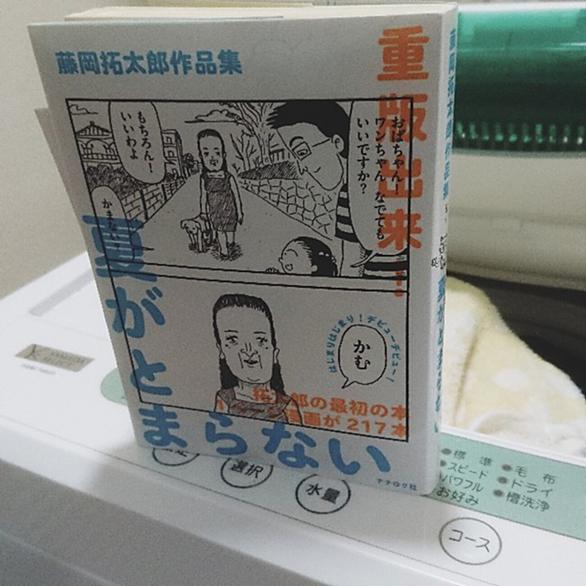 藤岡拓太郎作品集
重版出来!
おばちゃん!
ワンちゃん なでても
いいですか?
もちろん!
いいわよ
かま
夏がとまらない
はじまりはじまり!デビューデビュー!
かむ
拓太郎の最初の本
漫画が217本
ナナロク社
藤岡拓太郎作品集
選択
水量
標準
毛布
スピード
ドライ
パワフル
槽洗浄
お好み
コース